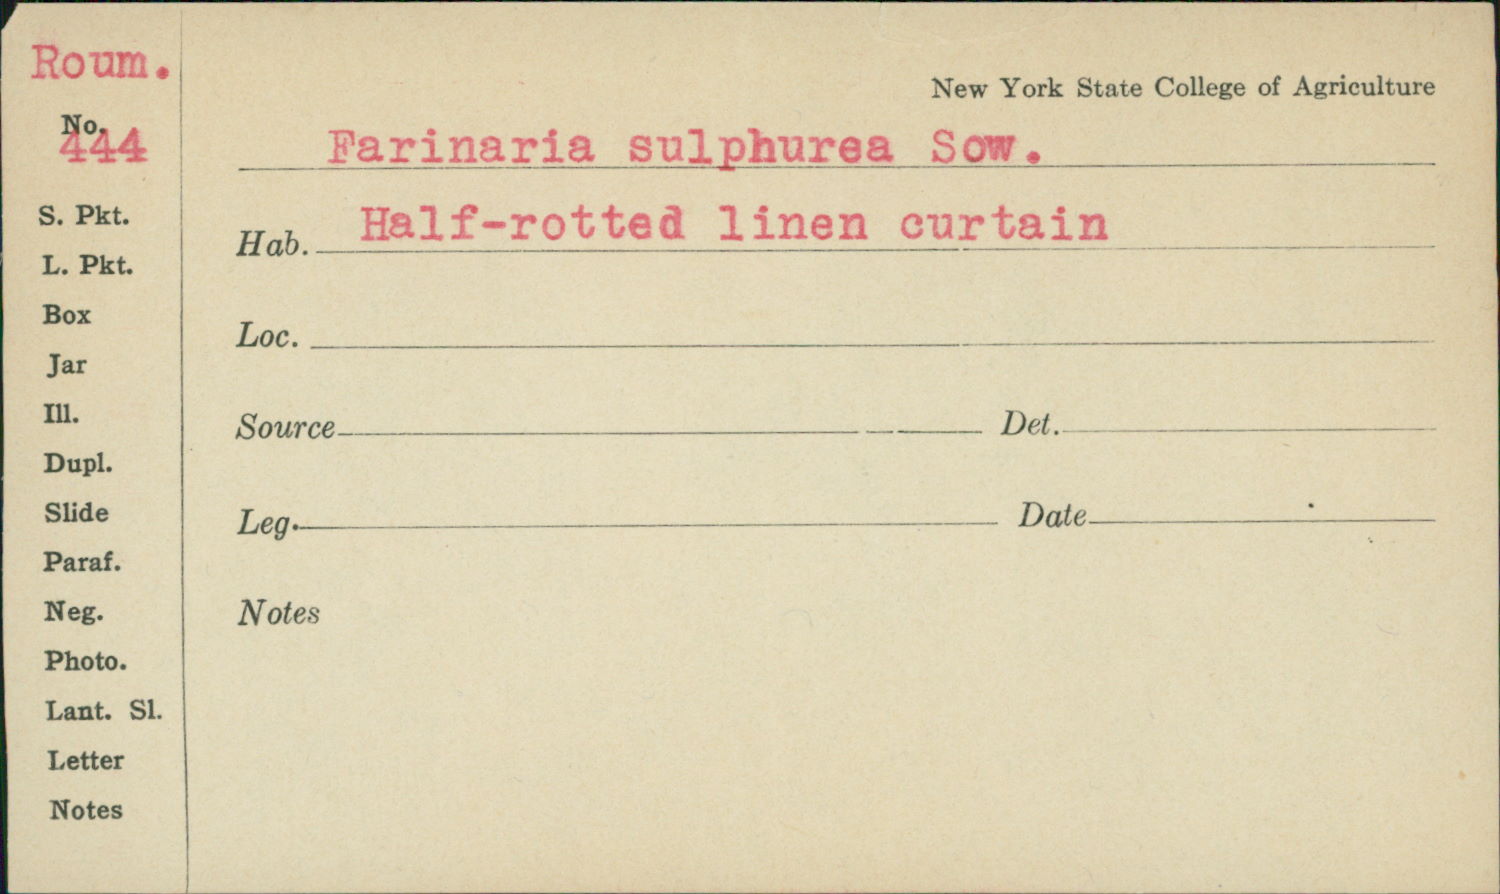 Roum.
No.
444
S. Pkt.
L. Pkt.
Box
Jar
Ill.
Dupl.
Slide
Paraf.
Neg.
Photo.
Lant. Sl.
Letter
Notes
New York State College of Agriculture
Farinaria sulphurea Sow.
Hab. Half-rotted linen curtain
Loc.
Source Det.
Leg. Date
Notes